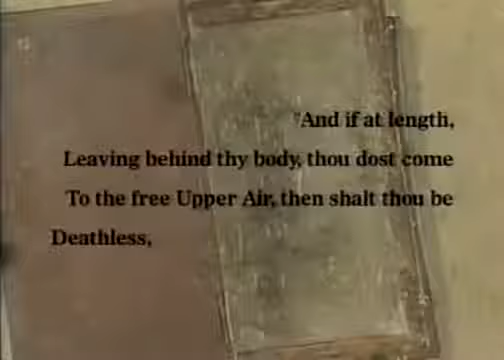 "And if at length,
Leaving behind thy body, thou dost come
To the free Upper Air, then shalt thou be
Deathless,